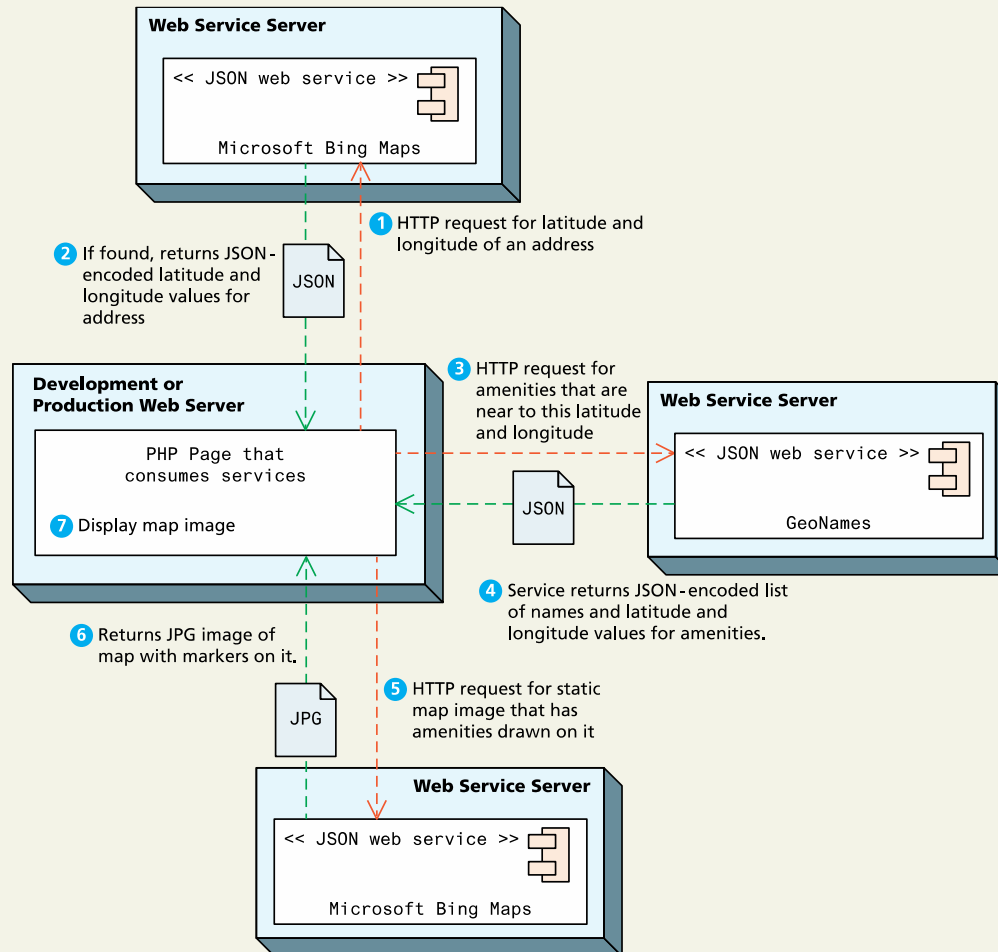 Web Service Server
<< JSON web service >>
Microsoft Bing Maps
1 HTTP request for latitude and
longitude of an address
2 If found, returns JSON-
encoded latitude and
longitude values for
address
JSON
Development or
Production Web Server
PHP Page that
consumes services
7 Display map image
3 HTTP request for
amenities that are
near to this latitude
and longitude
Web Service Server
<< JSON web service >>
GeoNames
JSON
4 Service returns JSON-encoded list
of names and latitude and
longitude values for amenities.
6 Returns JPG image of
map with markers on it.
JPG
5 HTTP request for static
map image that has
amenities drawn on it
Web Service Server
<< JSON web service >>
Microsoft Bing Maps